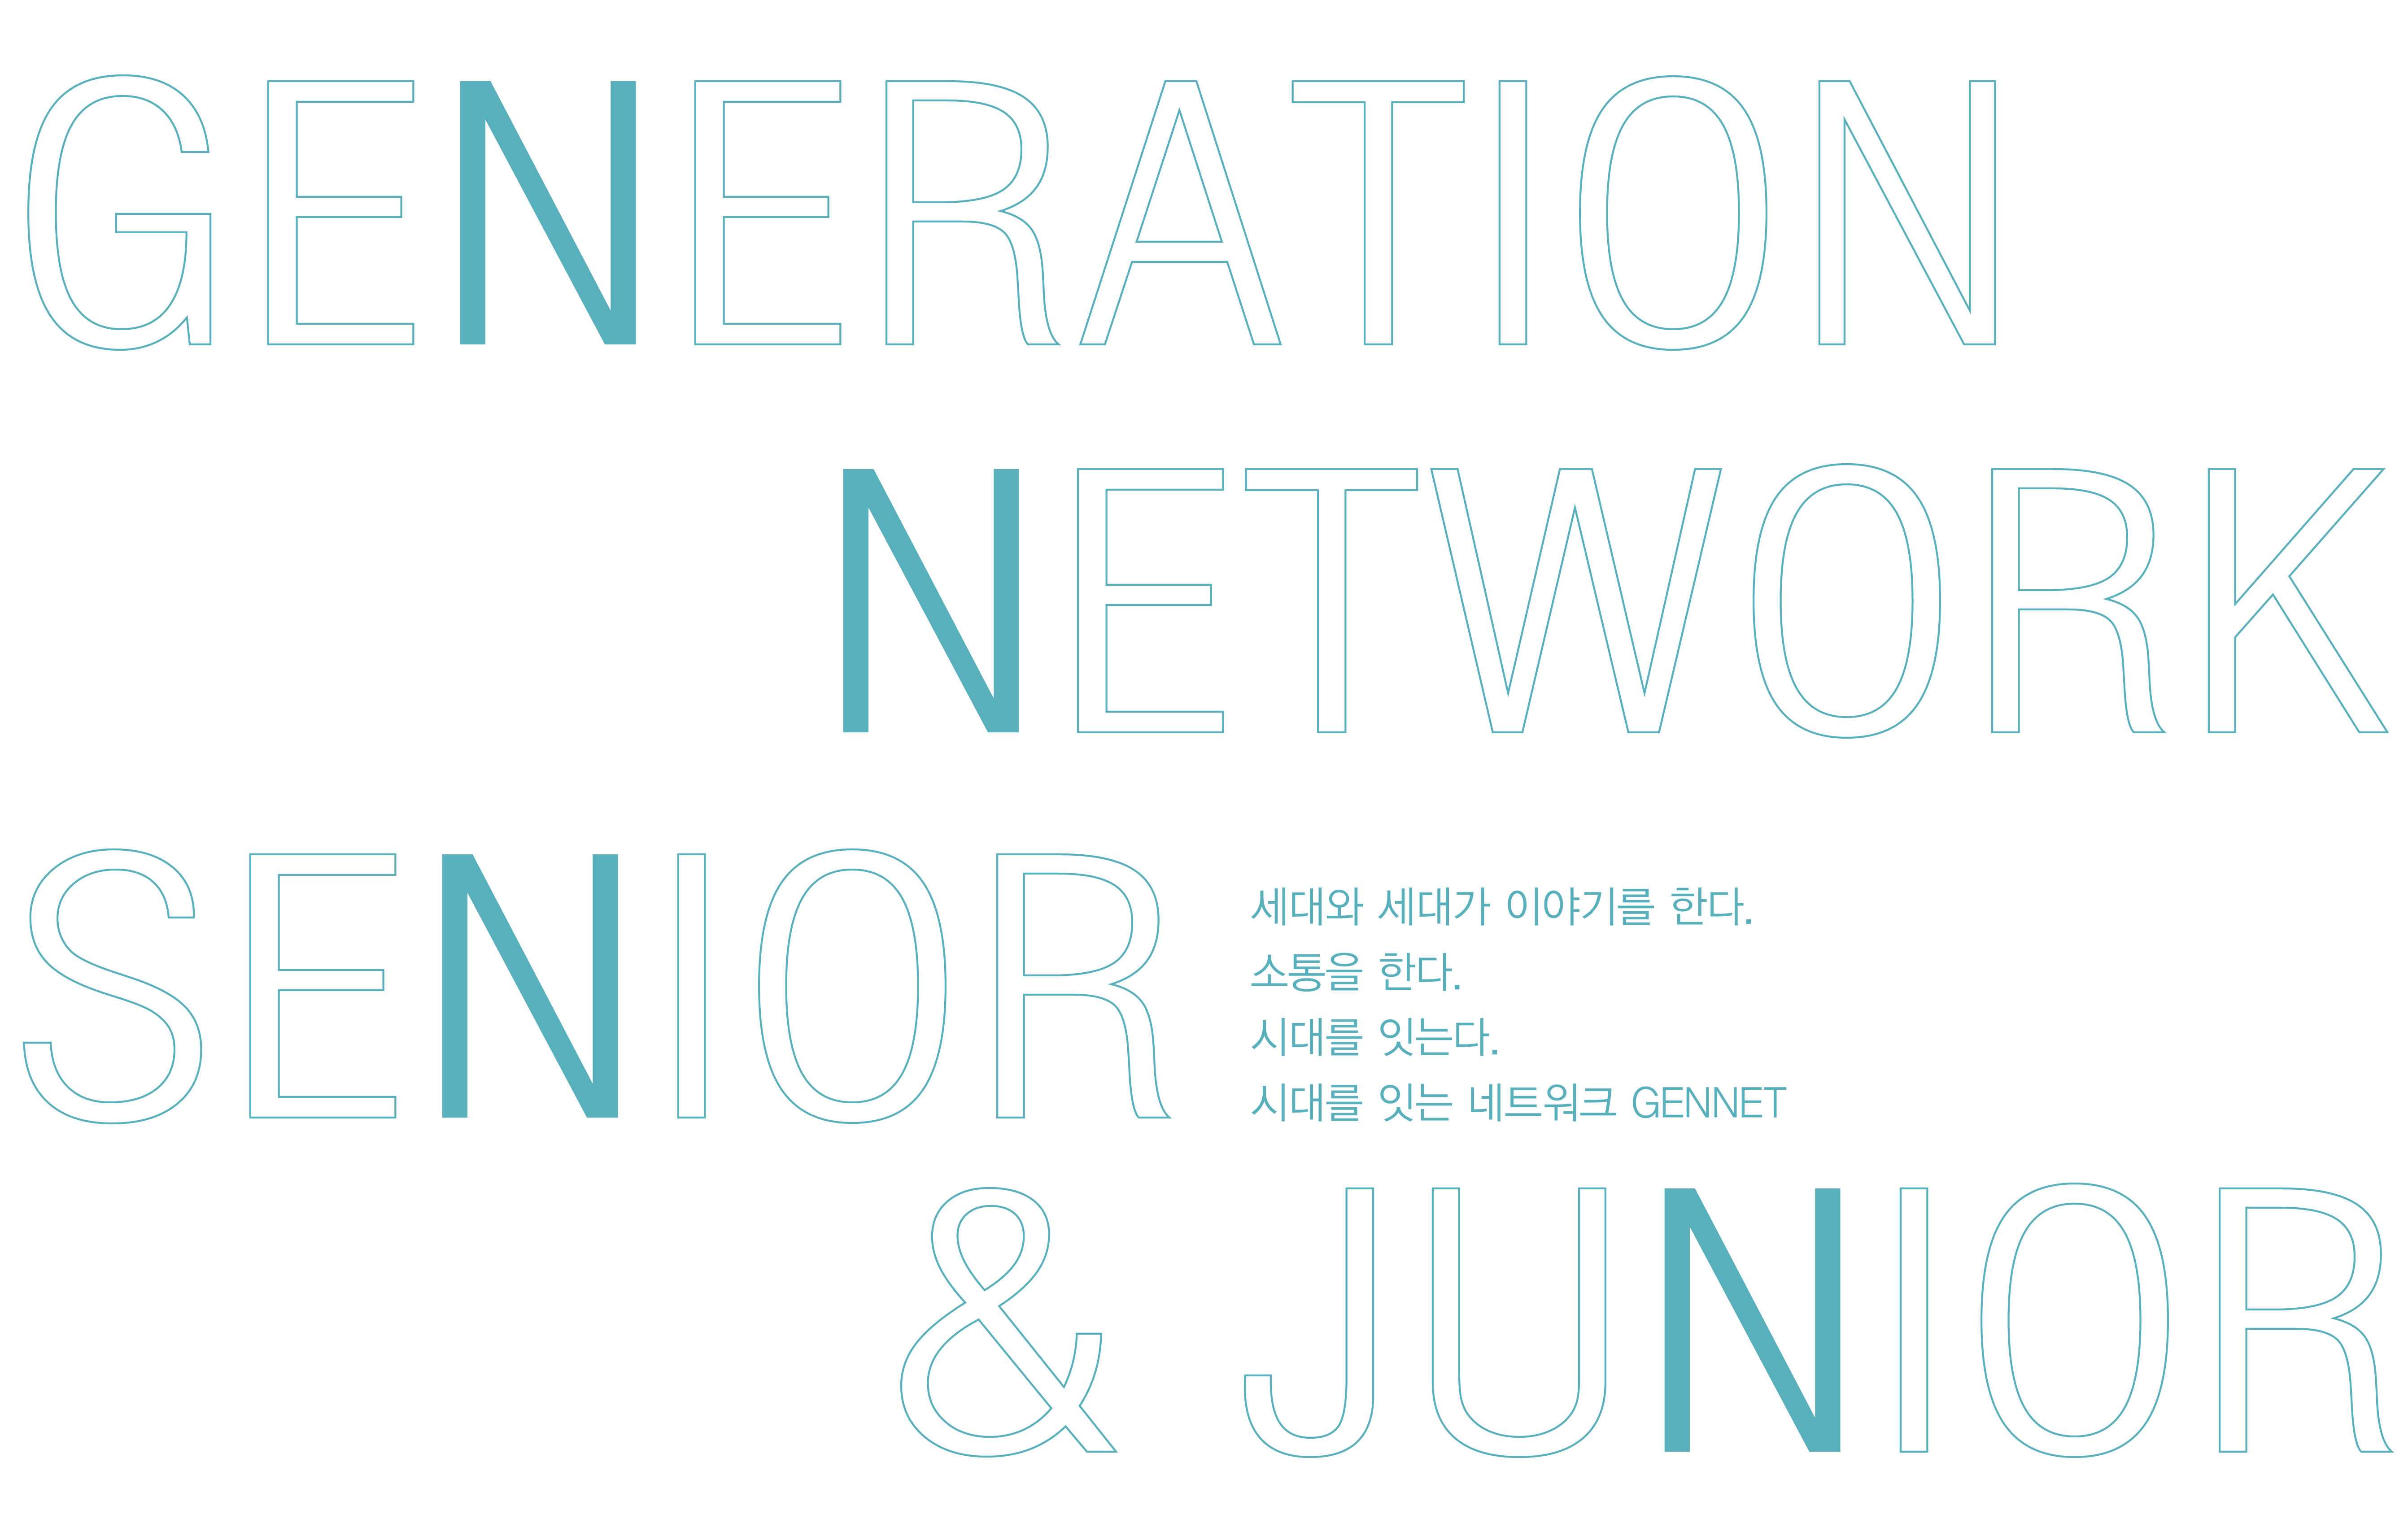 GENERATION
NETWORK
SENIOR
세대와 세대가 이야기를 한다.
소통을 한다.
시대를 잇는다.
시대를 잇는 네트워크 GENNET
& JUNIOR